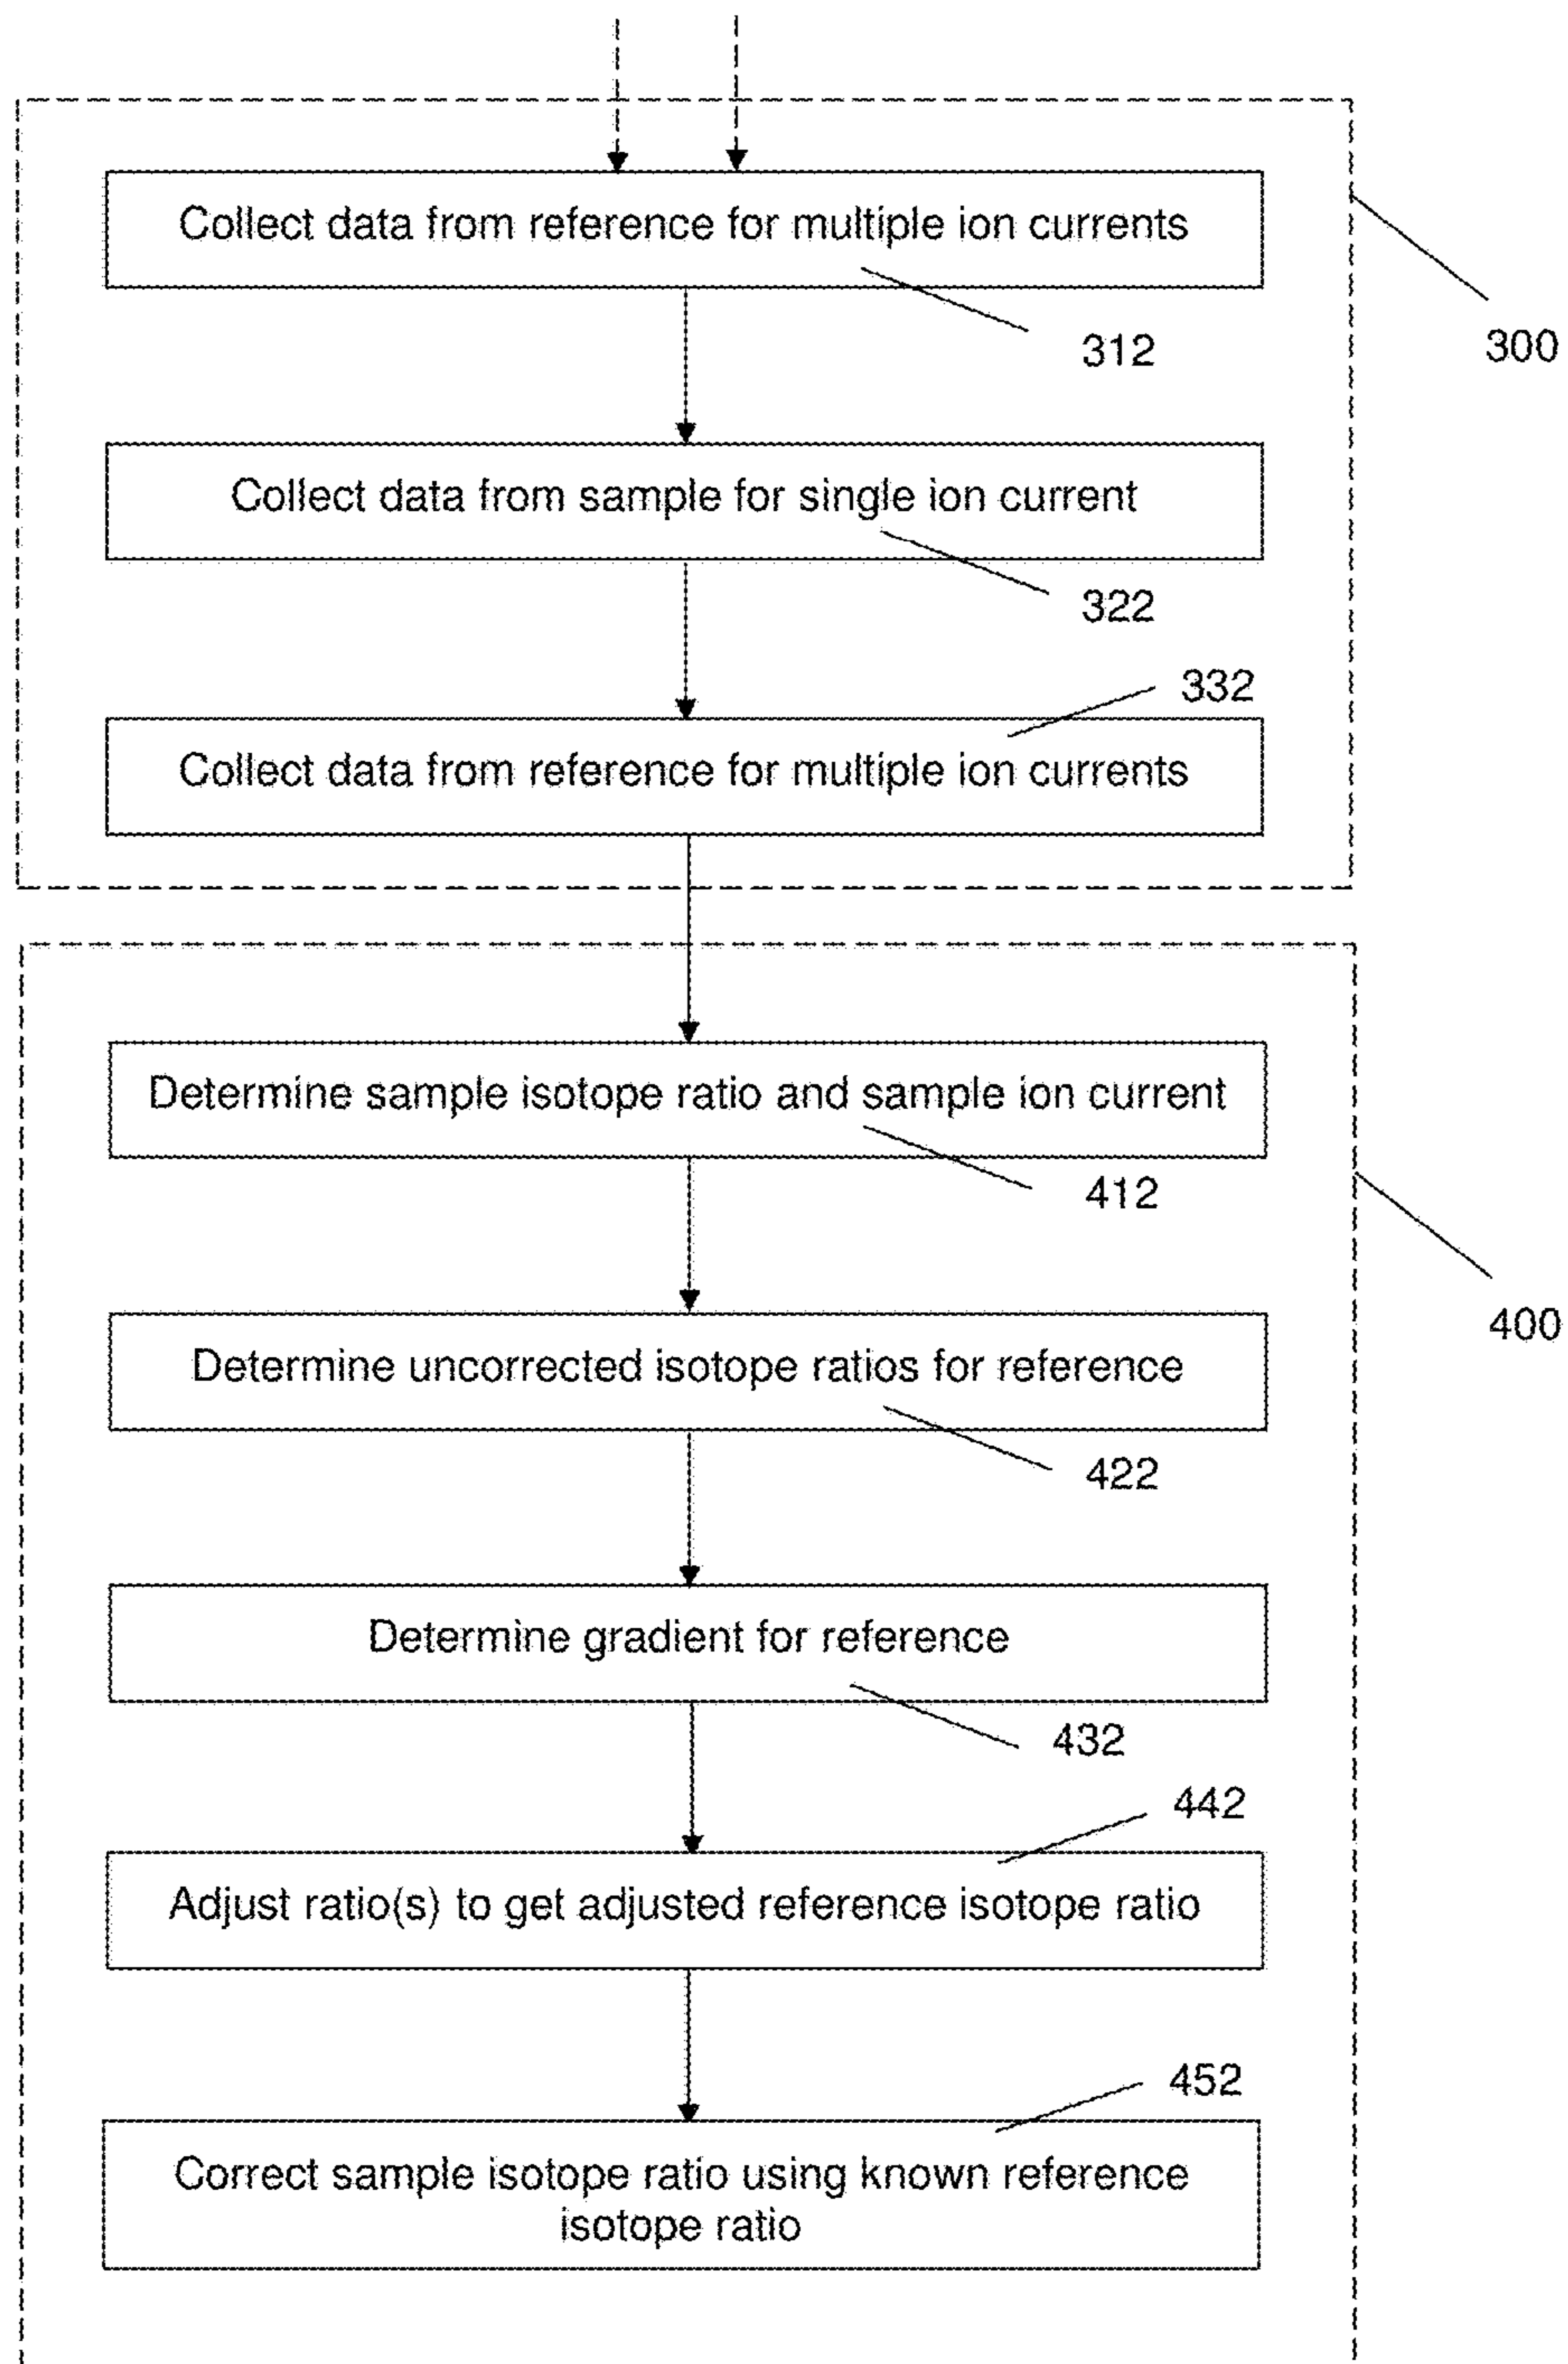 Collect data from reference for multiple ion currents
312
300
Collect data from sample for single ion current
322
332
Collect data from reference for multiple ion currents
Determine sample isotope ratio and sample ion current
412
400
Determine uncorrected isotope ratios for reference
422
Determine gradient for reference
432
442
Adjust ratio(s) to get adjusted reference isotope ratio
452
Correct sample isotope ratio using known reference
isotope ratio